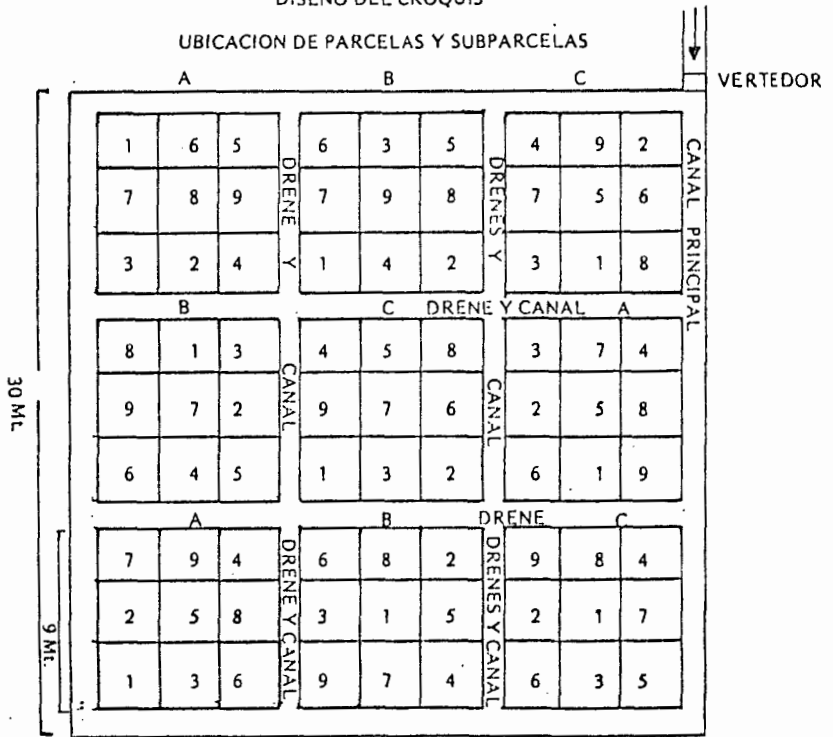 DISEÑO DEL CROQUIS
UBICACION DE PARCELAS Y SUBPARCELAS
A B C VERTEDOR
1 6 5 6 3 5 4 9 2
7 8 9 7 9 8 7 5 6
3 2 4 1 4 2 3 1 8
DRENE Y
DRENES Y
CANAL PRINCIPAL
B C DRENE Y CANAL A
8 1 3 4 5 8 3 7 4
9 7 2 9 7 6 2 5 8
6 4 5 1 3 2 6 1 9
CANAL
CANAL
30 Mt.
A B DRENE C
7 9 4 6 8 2 9 8 4
2 5 8 3 1 5 2 1 7
1 3 6 9 7 4 6 3 5
DRENE Y CANAL
DRENES Y CANAL
9 Mt.